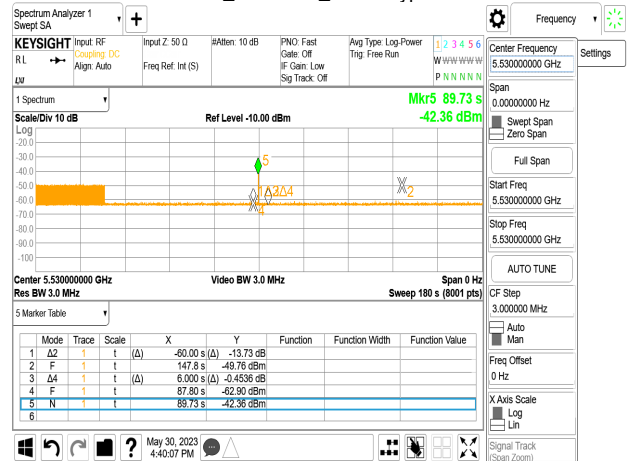 Spectrum Analyzer 1
Swept SA
Frequency
KEYSIGHT
RL
Input: RF
Coupling: DC
Align: Auto
Input Z: 50 Ω
Freq Ref: Int (S)
#Atten: 10 dB
PNO: Fast
Gate: Off
IF Gain: Low
Sig Track: Off
Avg Type: Log-Power
Trig: Free Run
1 2 3 4 5 6
W W W W W W
P N N N N N
Center Frequency
5.530000000 GHz
Settings
Span
0.00000000 Hz
Swept Span
Zero Span
Full Span
Start Freq
5.530000000 GHz
Stop Freq
5.530000000 GHz
AUTO TUNE
CF Step
3.000000 MHz
Auto
Man
Freq Offset
0 Hz
X Axis Scale
Log
Lin
Signal Track
(Span Zoom)
1 Spectrum
Mkr5 89.73 s
Scale/Div 10 dB
Ref Level -10.00 dBm
-42.36 dBm
Log
-20.0
-30.0
-40.0
-50.0
-60.0
-70.0
-80.0
-90.0
-100
5
1Δ2
3Δ4
2
4
Center 5.530000000 GHz
Video BW 3.0 MHz
Span 0 Hz
Res BW 3.0 MHz
Sweep 180 s (8001 pts)
5 Marker Table
Mode Trace Scale X Y Function Function Width Function Value
1 Δ2 1 t (Δ) -60.00 s (Δ) -13.73 dB
2 F 1 t 147.8 s -49.76 dBm
3 Δ4 1 t (Δ) 6.000 s (Δ) -0.4536 dB
4 F 1 t 87.80 s -62.90 dBm
5 N 1 t 89.73 s -42.36 dBm
6
May 30, 2023
4:40:07 PM